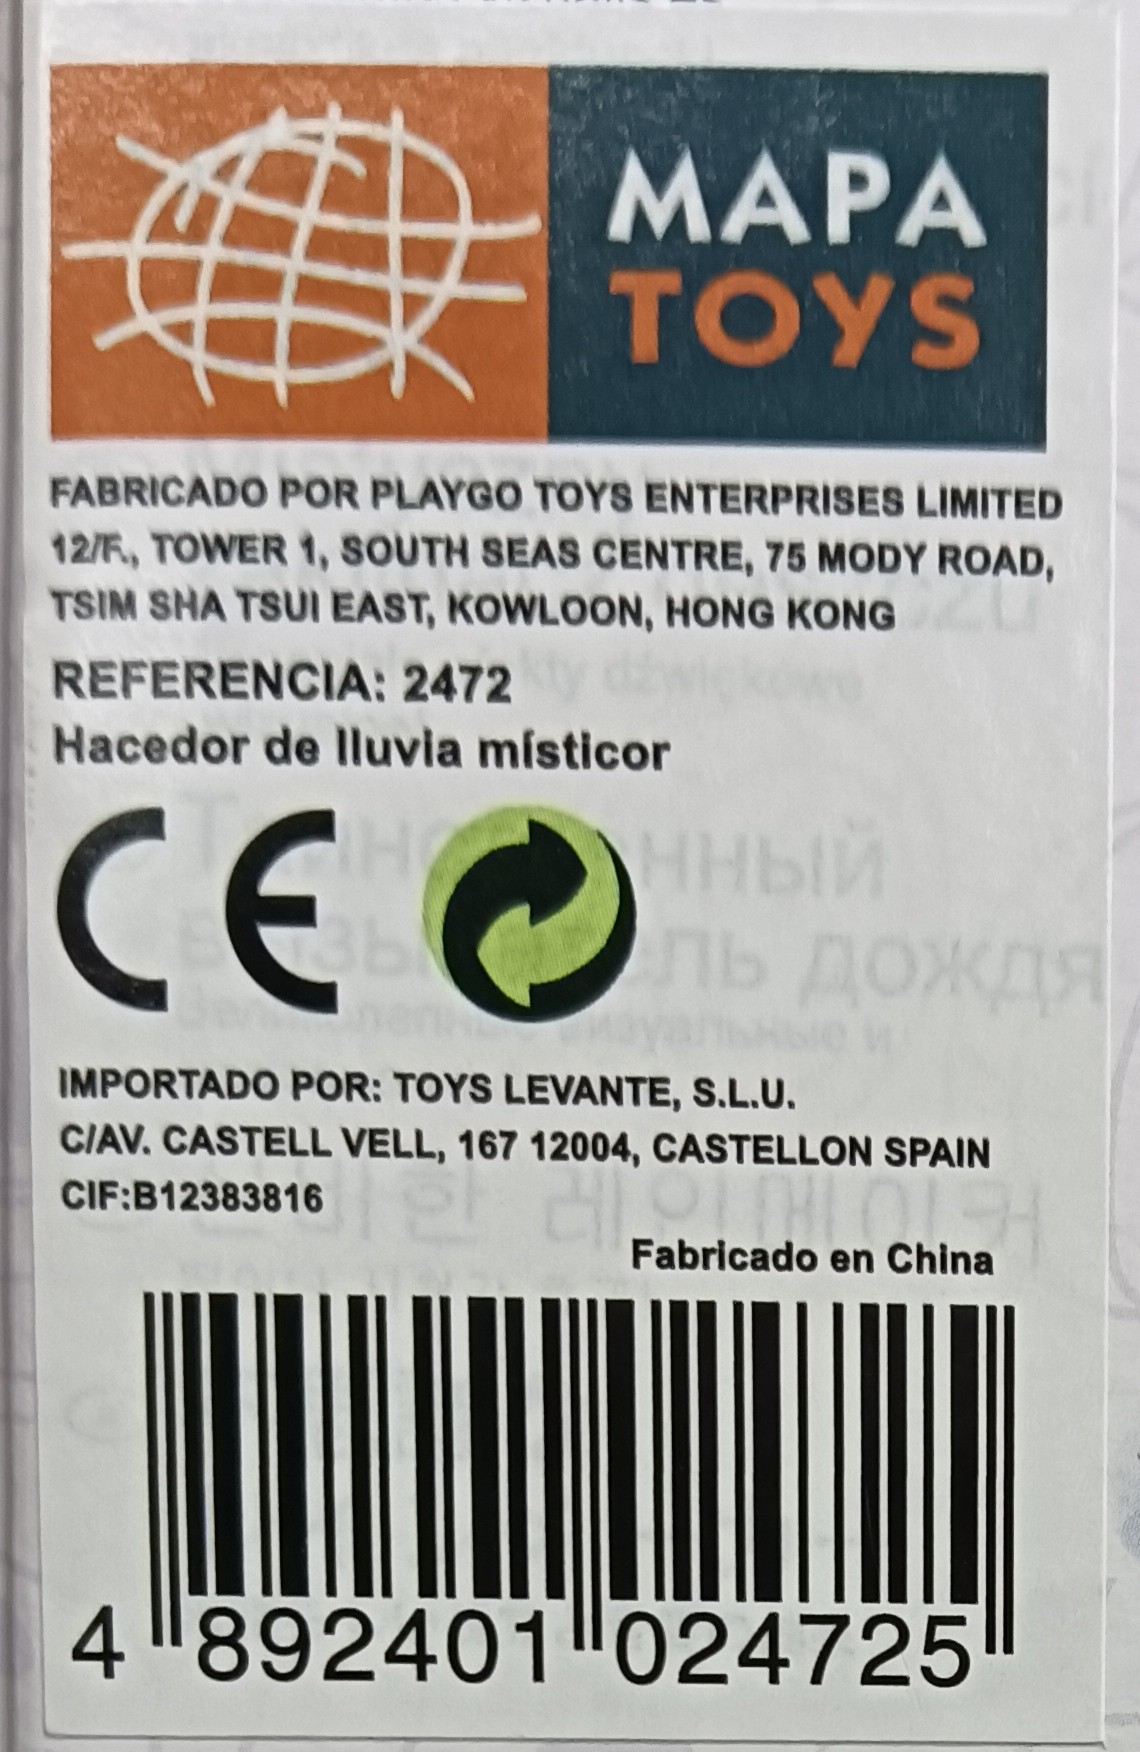 MAPA
TOYS
FABRICADO POR PLAYGO TOYS ENTERPRISES LIMITED
12/F., TOWER 1, SOUTH SEAS CENTRE, 75 MODY ROAD,
TSIM SHA TSUI EAST, KOWLOON, HONG KONG
REFERENCIA: 2472
Hacedor de lluvia místicor
CE
IMPORTADO POR: TOYS LEVANTE, S.L.U.
C/AV. CASTELL VELL, 167 12004, CASTELLON SPAIN
CIF:B12383816
Fabricado en China
4 892401 024725